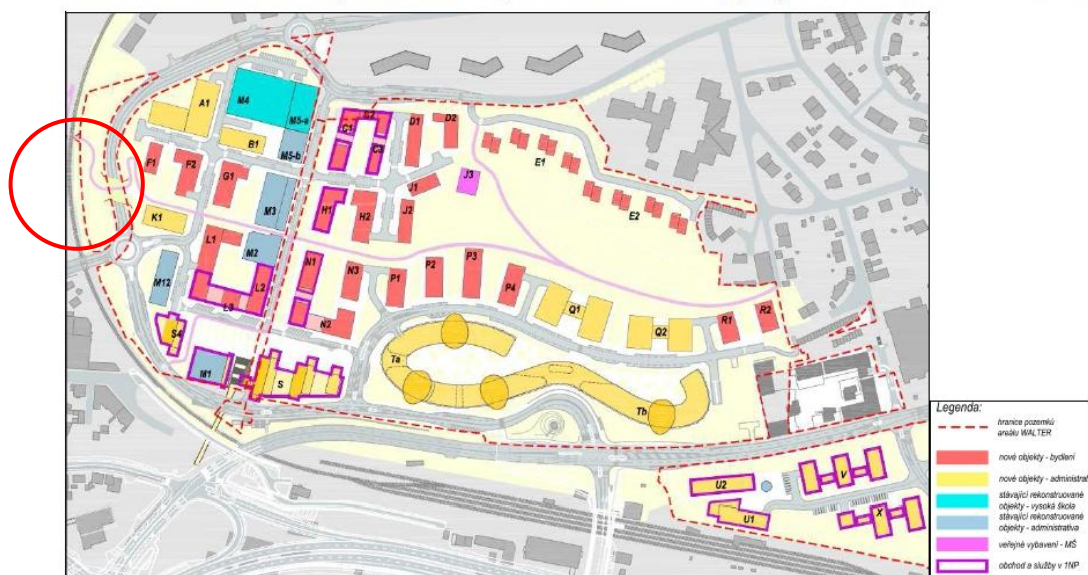 A1
M4
M5-a
B1
M5-b
C1
C2
C3
D1
D2
E1
E2
F1
F2
G1
M3
H1
H2
J1
J2
J3
K1
L1
M2
M12
L2
L3
N1
N3
N2
P1
P2
P3
P4
Q1
Q2
R1
R2
S4
M1
S
Ta
Tb
U2
U1
V
X
Legenda:
hranice pozemků
areálu WALTER
nové objekty - bydlení
nové objekty - administrat
stávající rekonstruované
objekty - vysoká škola
stávající rekonstruované
objekty - administrativa
veřejné vybavení - MŠ
obchod a služby v 1NP